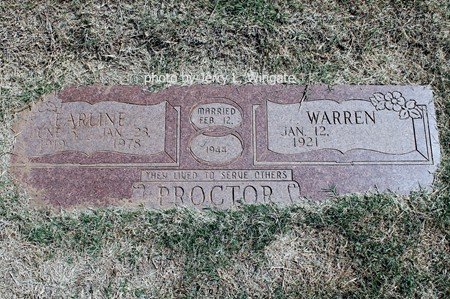 photo by Jerry L. Wingate
EARLINE
JAN. 23,
1919 1978
MARRIED
FEB. 12,
1944
WARREN
JAN. 12,
1921
THEY LIVED TO SERVE OTHERS
PROCTOR